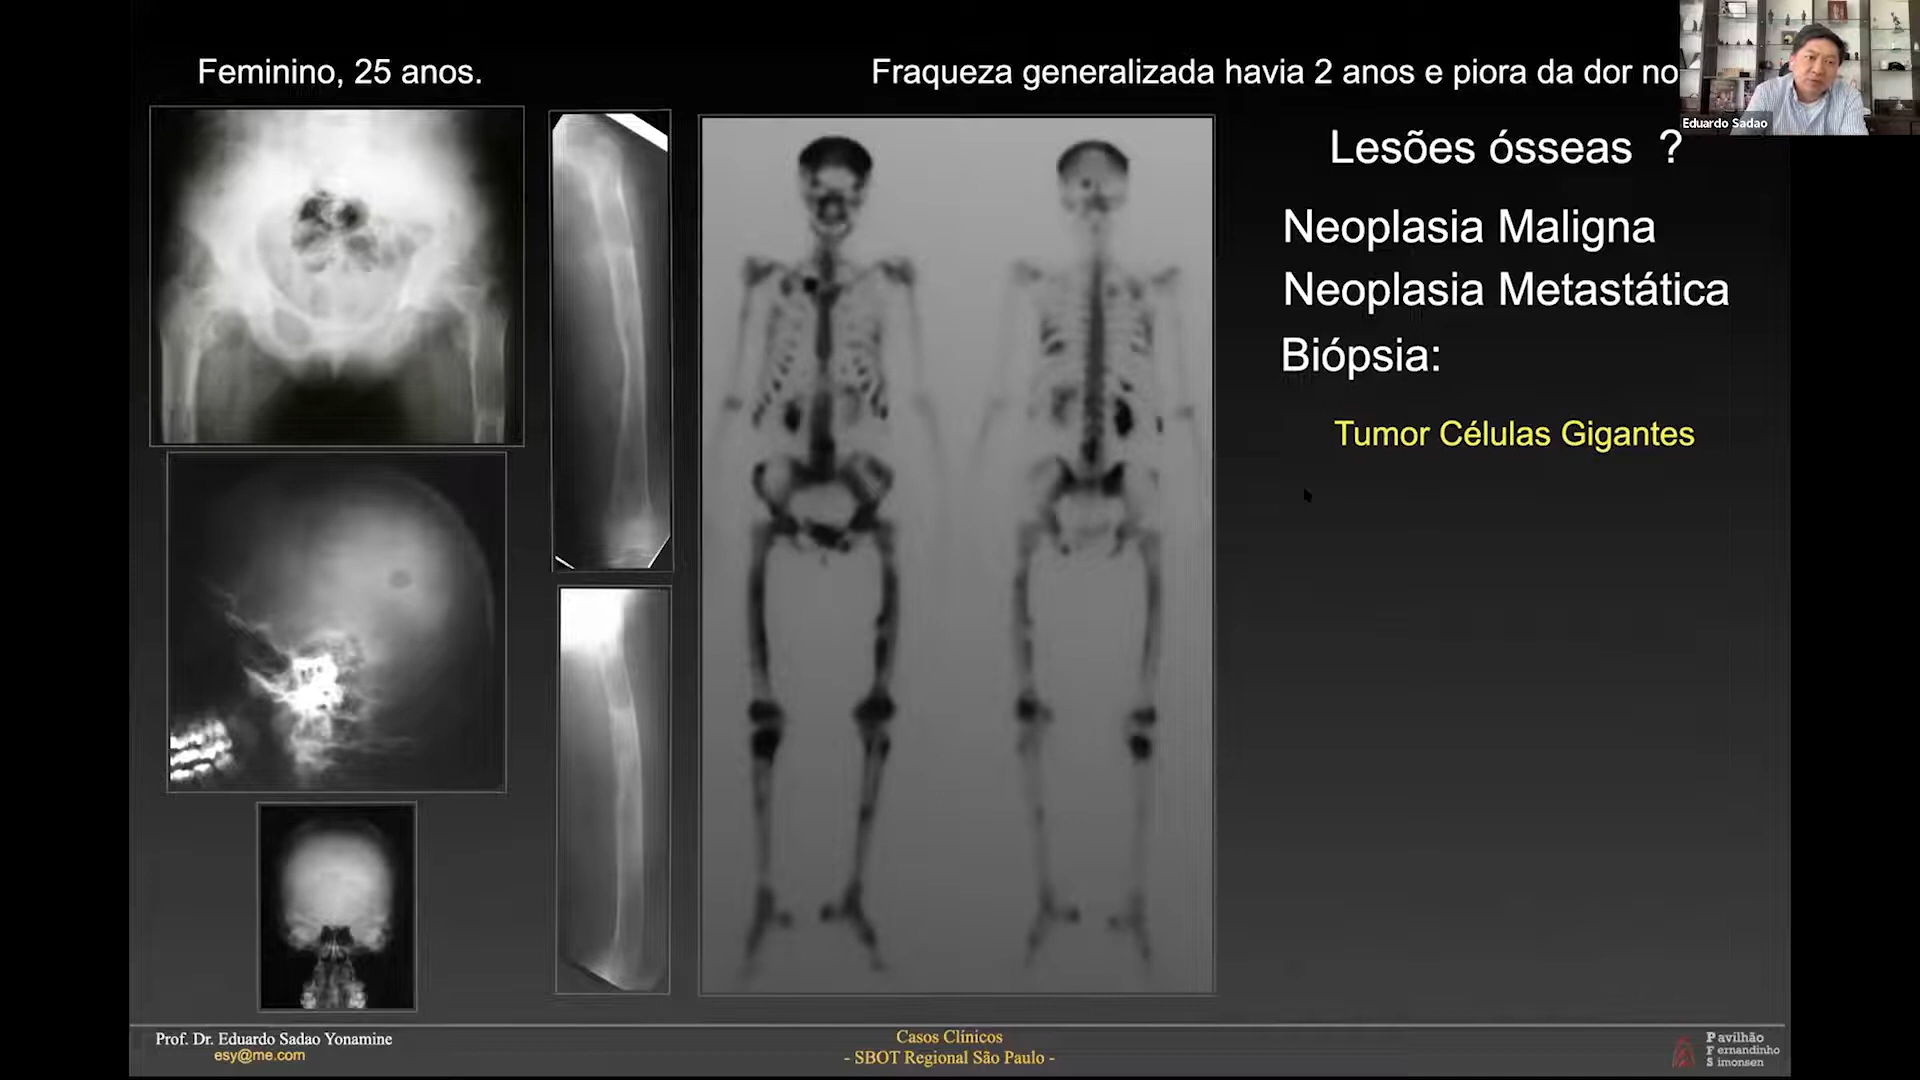 Feminino, 25 anos.
Fraqueza generalizada havia 2 anos e piora da dor no
Eduardo Sadao
Lesões ósseas ?
Neoplasia Maligna
Neoplasia Metastática
Biópsia:
Tumor Células Gigantes
Prof. Dr. Eduardo Sadao Yonamine
esy@me.com
Casos Clínicos
- SBOT Regional São Paulo -
Pavilhão
Fernandinho
Simonsen